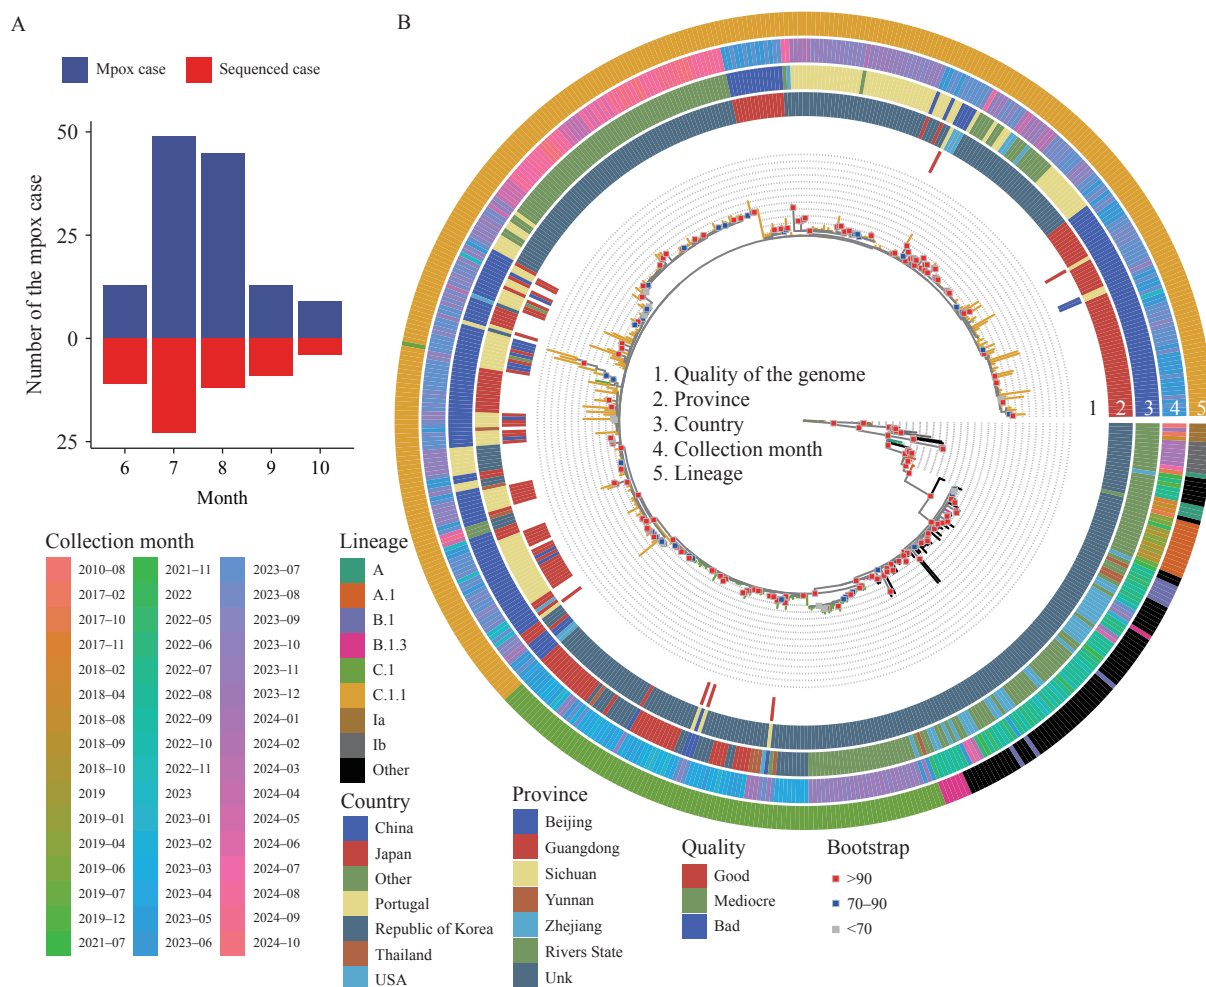 A
B
Mpox case
Sequenced case
Number of the mpox case
50
25
0
25
6 7 8 9 10
Month
1. Quality of the genome
2. Province
3. Country
4. Collection month
5. Lineage
1 2 3 4 5
Collection month
2010–08
2017–02
2017–10
2017–11
2018–02
2018–04
2018–08
2018–09
2018–10
2019
2019–01
2019–04
2019–06
2019–07
2019–12
2021–07
2021–11
2022
2022–05
2022–06
2022–07
2022–08
2022–09
2022–10
2022–11
2023
2023–01
2023–02
2023–03
2023–04
2023–05
2023–06
2023–07
2023–08
2023–09
2023–10
2023–11
2023–12
2024–01
2024–02
2024–03
2024–04
2024–05
2024–06
2024–07
2024–08
2024–09
2024–10
Lineage
A
A.1
B.1
B.1.3
C.1
C.1.1
Ia
Ib
Other
Country
China
Japan
Other
Portugal
Republic of Korea
Thailand
USA
Province
Beijing
Guangdong
Sichuan
Yunnan
Zhejiang
Rivers State
Unk
Quality
Good
Mediocre
Bad
Bootstrap
>90
70–90
<70